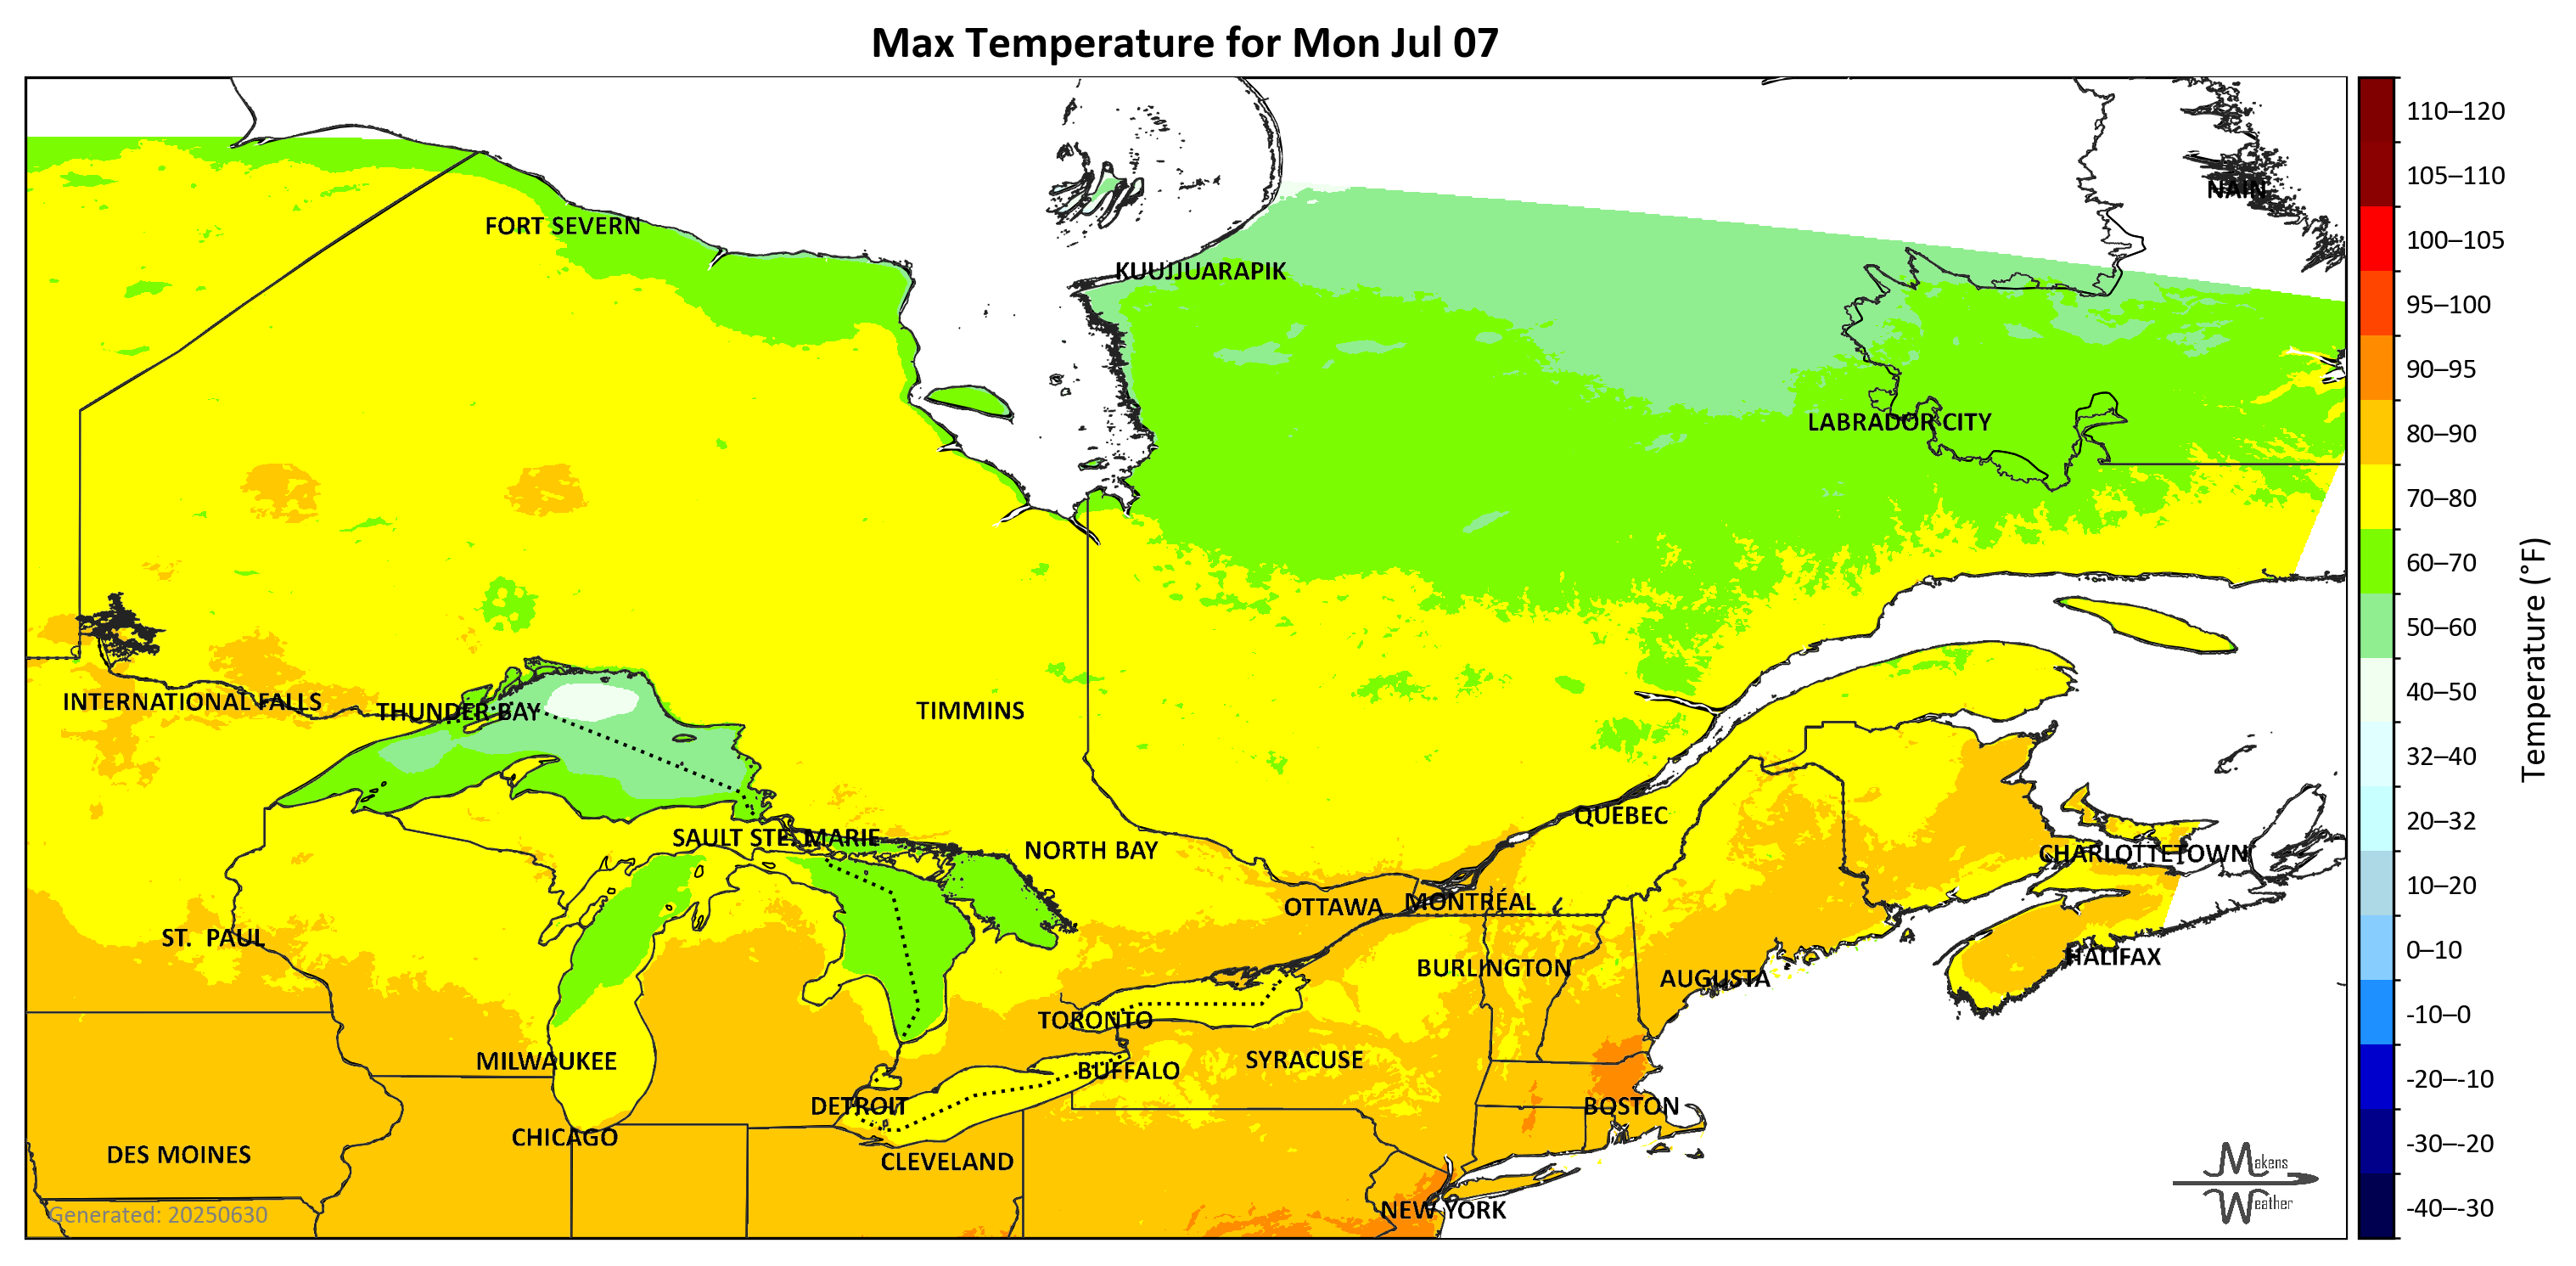 Max Temperature for Mon Jul 07
NAIN
FORT SEVERN
KUUJJUARAPIK
LABRADOR CITY
INTERNATIONAL FALLS
THUNDER BAY
TIMMINS
QUEBEC
SAULT STE. MARIE
NORTH BAY
CHARLOTTETOWN
OTTAWA
MONTRÉAL
ST. PAUL
HALIFAX
BURLINGTON
AUGUSTA
TORONTO
MILWAUKEE
SYRACUSE
BUFFALO
DETROIT
BOSTON
CHICAGO
DES MOINES
CLEVELAND
NEW YORK
Generated: 20250630
Makens
Weather
110–120
105–110
100–105
95–100
90–95
80–90
70–80
60–70
50–60
40–50
32–40
20–32
10–20
0–10
-10–0
-20–-10
-30–-20
-40–-30
Temperature (°F)